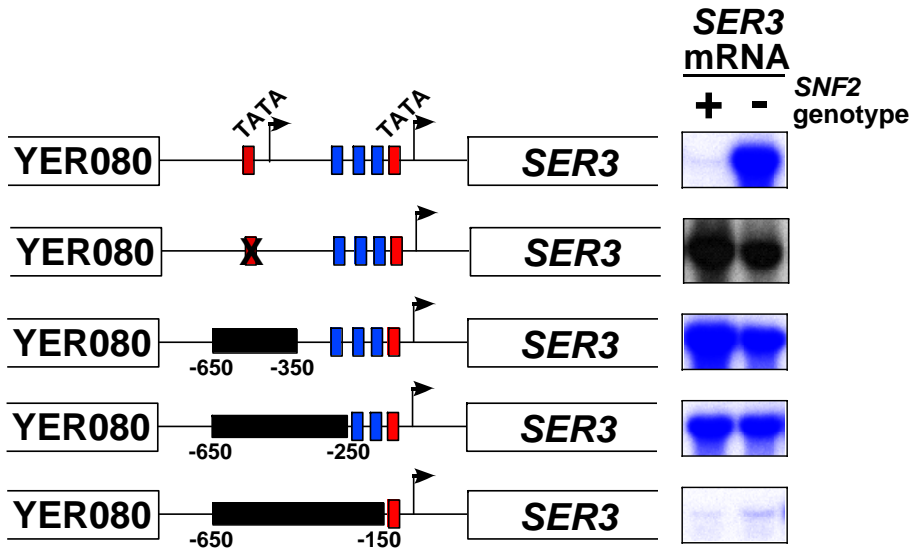 SER3
mRNA
+ - SNF2
genotype
TATA TATA
YER080 SER3
YER080 X SER3
YER080 SER3
-650 -350
YER080 SER3
-650 -250
YER080 SER3
-650 -150